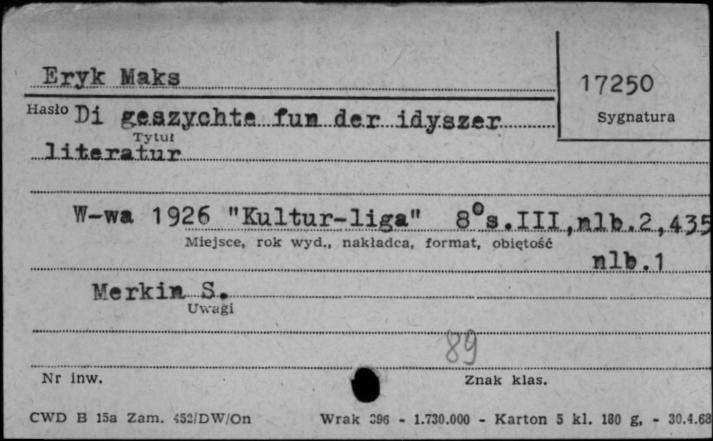 Eryk Maks
17250
Hasło Di geszychte fun der idyszer
Sygnatura
Tytuł
literatur
W-wa 1926 "Kultur-liga" 8°s.III,nlb.2,435
Miejsce, rok wyd., nakładca, format, objętość
nlb.1
Merkin S.
Uwagi
89
Nr inw.
Znak klas.
CWD B 15a Zam. 452/DW/On Wrak 396 - 1.730.000 - Karton 5 kl. 180 g, - 30.4.63